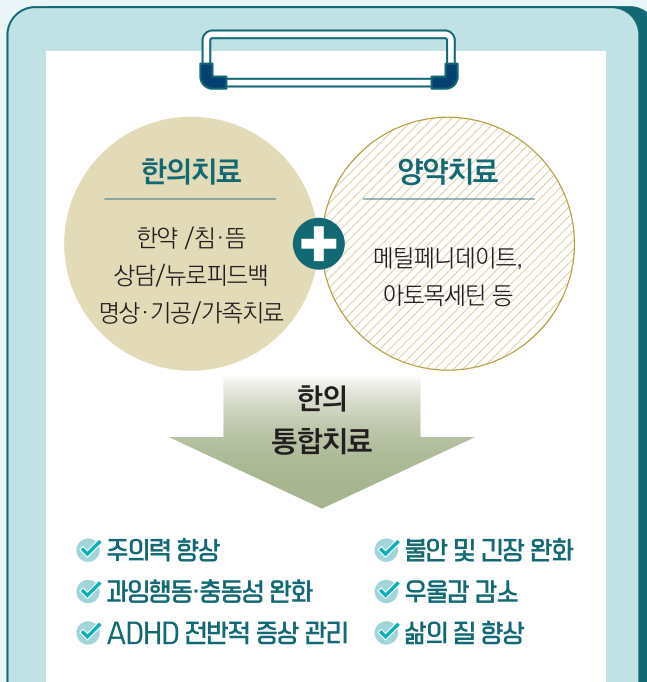 한의치료
한약 /침·뜸
상담/뉴로피드백
명상·기공/가족치료
양약치료
메틸페니데이트,
아토목세틴 등
한의
통합치료
주의력 향상
과잉행동·충동성 완화
ADHD 전반적 증상 관리
불안 및 긴장 완화
우울감 감소
삶의 질 향상